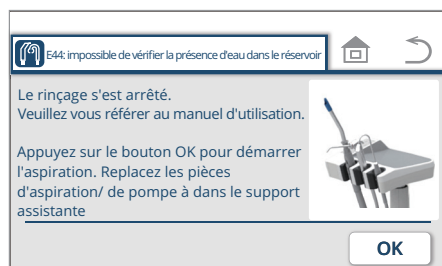 E44: impossible de vérifier la présence d'eau dans le réservoir
Le rinçage s'est arrêté.
Veuillez vous référer au manuel d'utilisation.
Appuyez sur le bouton OK pour démarrer
l'aspiration. Replacez les pièces
d'aspiration/ de pompe à dans le support
assistante
OK